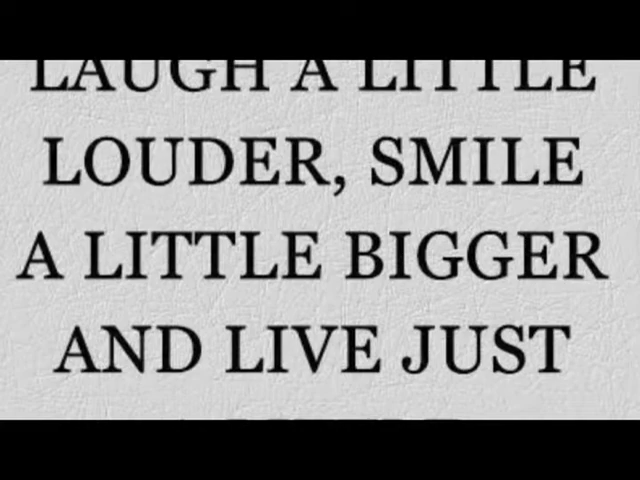 LAUGH A LITTLE
LOUDER, SMILE
A LITTLE BIGGER
AND LIVE JUST